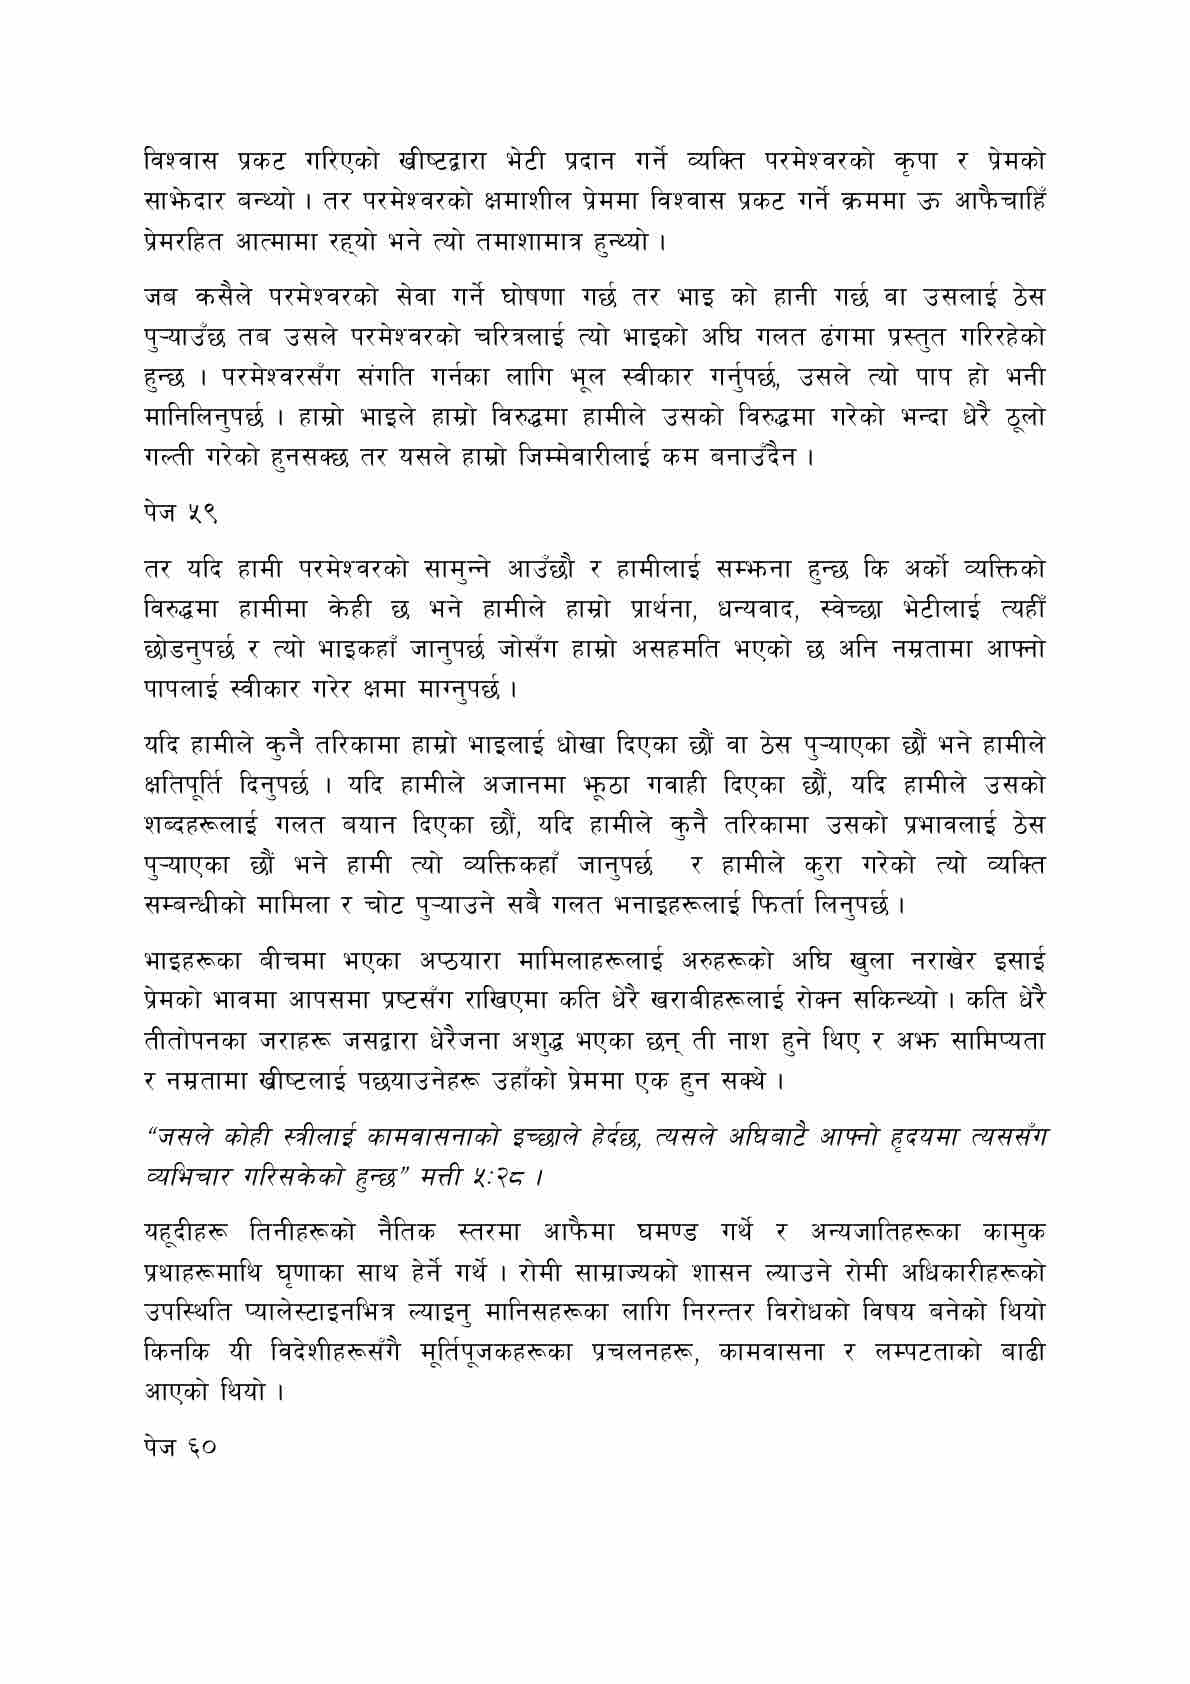 विश्वास प्रकट गरिएको ख्रीष्टद्वारा भेटी प्रदान गर्ने व्यक्ति परमेश्वरको कृपा र प्रेमको
साझेदार बन्थ्यो । तर परमेश्वरको क्षमाशील प्रेममा विश्वास प्रकट गर्ने क्रममा ऊ आफैचाहिँ
प्रेमरहित आत्मामा रह्यो भने त्यो तमाशामात्र हुन्थ्यो ।
जब कसैले परमेश्वरको सेवा गर्ने घोषणा गर्छ तर भाइ को हानी गर्छ वा उसलाई ठेस
पुर्‍याउँछ तब उसले परमेश्वरको चरित्रलाई त्यो भाइको अघि गलत ढंगमा प्रस्तुत गरिरहेको
हुन्छ । परमेश्वरसँग संगति गर्नका लागि भूल स्वीकार गर्नुपर्छ, उसले त्यो पाप हो भनी
मानिलिनुपर्छ । हाम्रो भाइले हाम्रो विरुद्धमा हामीले उसको विरुद्धमा गरेको भन्दा धेरै ठूलो
गल्ती गरेको हुनसक्छ तर यसले हाम्रो जिम्मेवारीलाई कम बनाउँदैन ।
पेज ५९
तर यदि हामी परमेश्वरको सामुन्ने आउँछौ र हामीलाई सम्झना हुन्छ कि अर्को व्यक्तिको
विरुद्धमा हामीमा केही छ भने हामीले हाम्रो प्रार्थना, धन्यवाद, स्वेच्छा भेटीलाई त्यहीँ
छोडनुपर्छ र त्यो भाइकहाँ जानुपर्छ जोसँग हाम्रो असहमति भएको छ अनि नम्रतामा आफ्नो
पापलाई स्वीकार गरेर क्षमा माग्नुपर्छ ।
यदि हामीले कुनै तरिकामा हाम्रो भाइलाई धोखा दिएका छौं वा ठेस पुर्‍याएका छौं भने हामीले
क्षतिपूर्ति दिनुपर्छ । यदि हामीले अजानमा झूठा गवाही दिएका छौं, यदि हामीले उसको
शब्दहरूलाई गलत बयान दिएका छौं, यदि हामीले कुनै तरिकामा उसको प्रभावलाई ठेस
पुर्‍याएका छौं भने हामी त्यो व्यक्तिकहाँ जानुपर्छ र हामीले कुरा गरेको त्यो व्यक्ति
सम्बन्धीको मामिला र चोट पुर्‍याउने सबै गलत भनाइहरूलाई फिर्ता लिनुपर्छ ।
भाइहरूका बीचमा भएका अप्ठयारा मामिलाहरूलाई अरुहरूको अघि खुला नराखेर इसाई
प्रेमको भावमा आपसमा प्रष्टसँग राखिएमा कति धेरै खराबीहरूलाई रोक्न सकिन्थ्यो । कति धेरै
तीतोपनका जराहरू जसद्वारा धेरैजना अशुद्ध भएका छन् ती नाश हुने थिए र अझ सामिप्यता
र नम्रतामा ख्रीष्टलाई पछयाउनेहरू उहाँको प्रेममा एक हुन सक्थे ।
“जसले कोही स्त्रीलाई कामवासनाको इच्छाले हेर्दछ, त्यसले अघिबाटै आफ्नो हृदयमा त्यससँग
व्यभिचार गरिसकेको हुन्छ” मत्ती ५:२८ ।
यहूदीहरू तिनीहरूको नैतिक स्तरमा आफैमा घमण्ड गर्थे र अन्यजातिहरूका कामुक
प्रथाहरूमाथि घृणाका साथ हेर्ने गर्थे । रोमी साम्राज्यको शासन ल्याउने रोमी अधिकारीहरूको
उपस्थिति प्यालेस्टाइनभित्र ल्याइनु मानिसहरूका लागि निरन्तर विरोधको विषय बनेको थियो
किनकि यी विदेशीहरूसँगै मूर्तिपूजकहरूका प्रचलनहरू, कामवासना र लम्पटताको बाढी
आएको थियो ।
पेज ६०